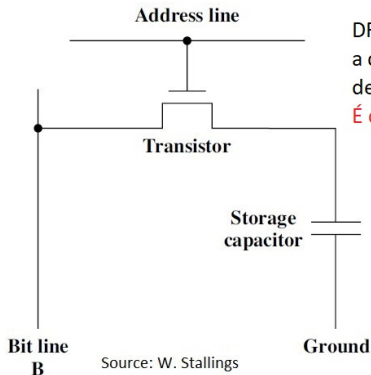 Address line
DR
a c
de
É c
Transistor
Storage
capacitor
Bit line
B
Source: W. Stallings
Ground